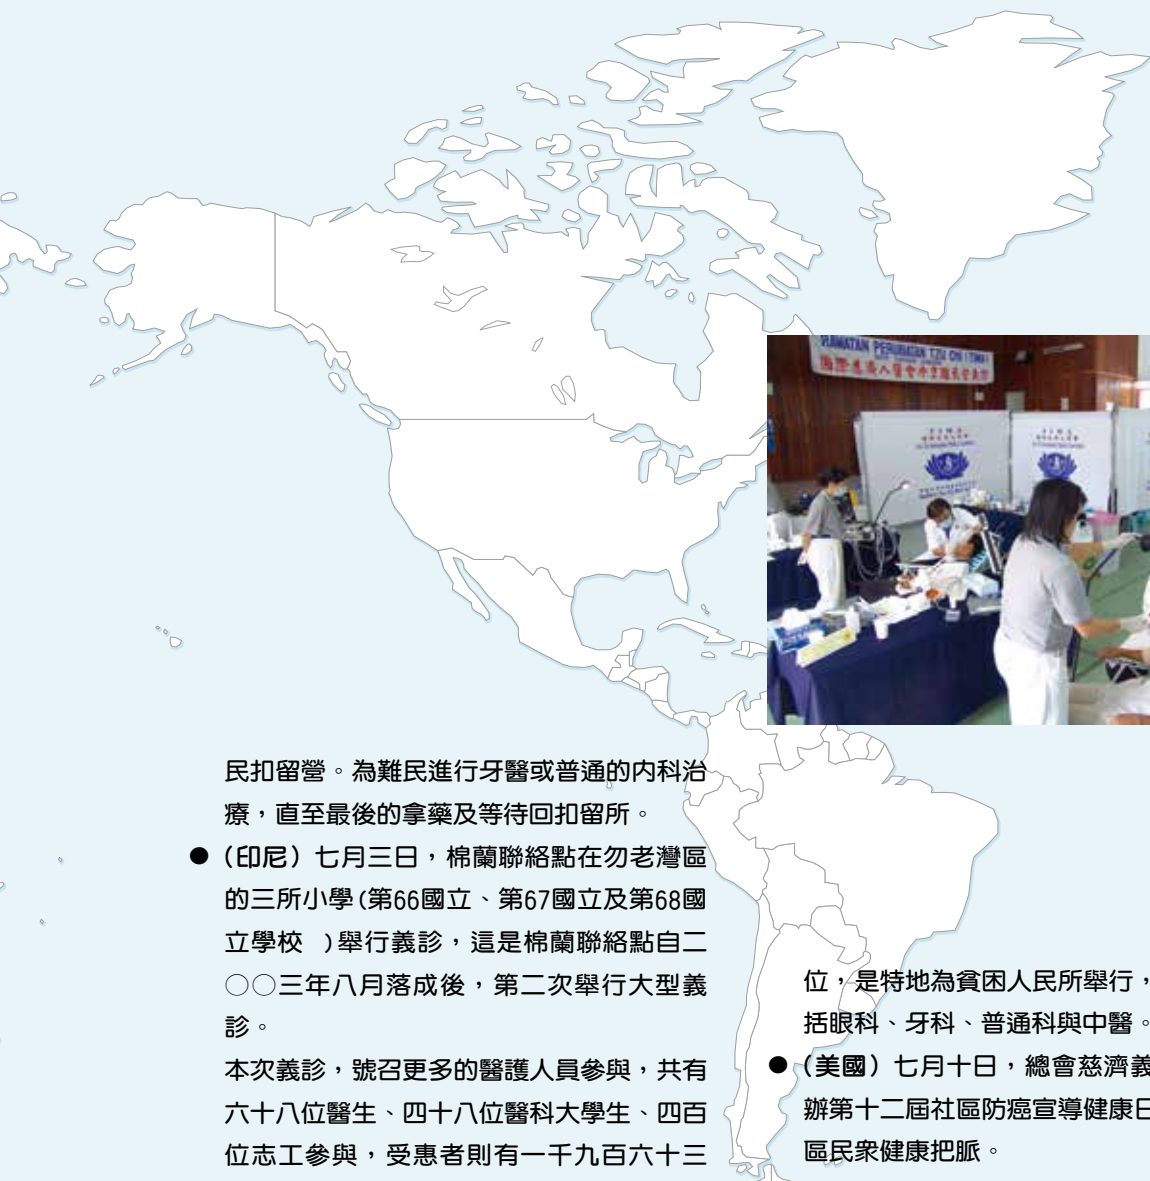 RAWATAN PERUBATAN TZU CHI (TIMA)
民扣留營。為難民進行牙醫或普通的內科治
療，直至最後的拿藥及等待回扣留所。
● (印尼) 七月三日，棉蘭聯絡點在勿老灣區
的三所小學(第66國立、第67國立及第68國
立學校 )舉行義診，這是棉蘭聯絡點自二
○○三年八月落成後，第二次舉行大型義
診。
本次義診，號召更多的醫護人員參與，共有
六十八位醫生、四十八位醫科大學生、四百
位志工參與，受惠者則有一千九百六十三
位，是特地為貧困人民所舉行，
括眼科、牙科、普通科與中醫。
● (美國) 七月十日，總會慈濟義
辦第十二屆社區防癌宣導健康日
區民眾健康把脈。